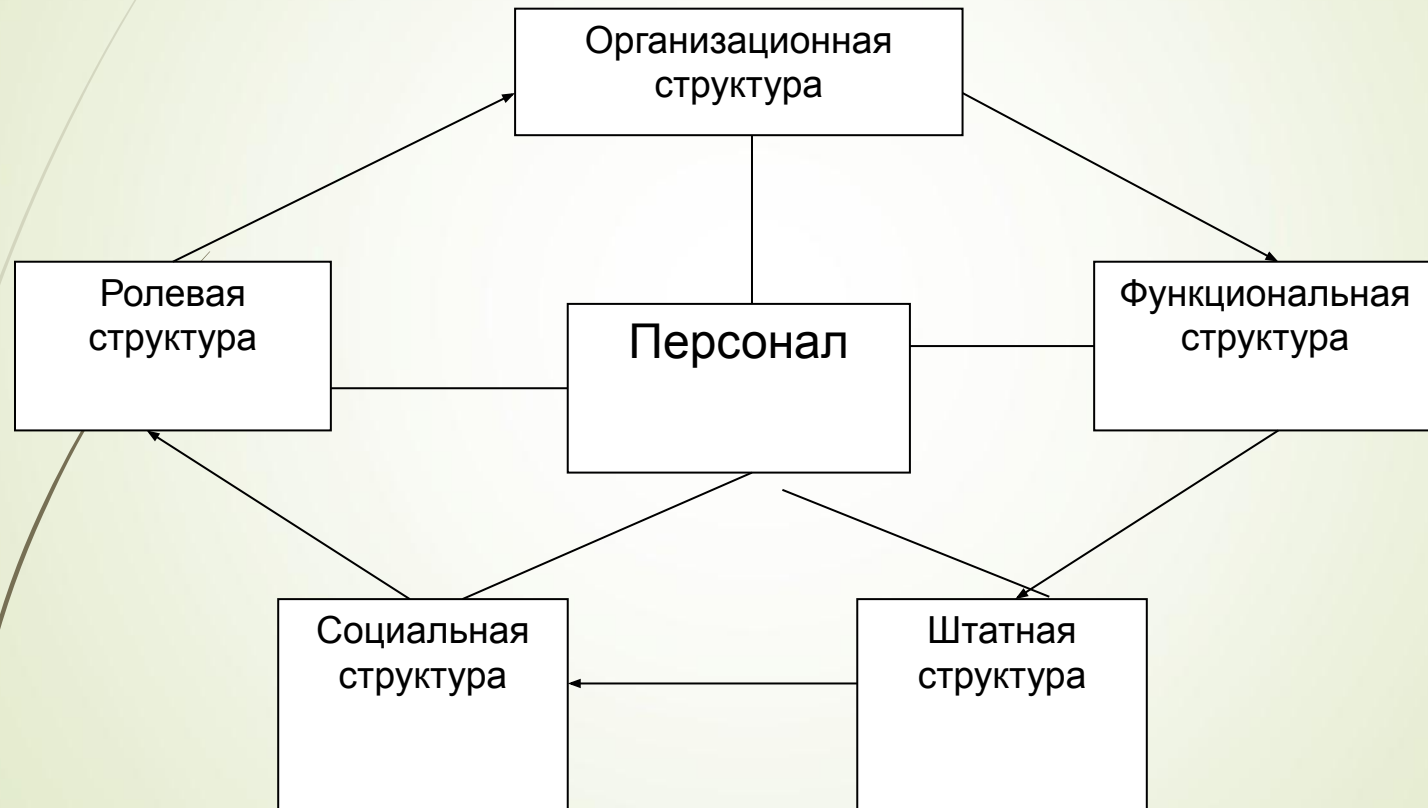 Организационная
структура
Ролевая
структура
Персонал
Функциональная
структура
Социальная
структура
Штатная
структура